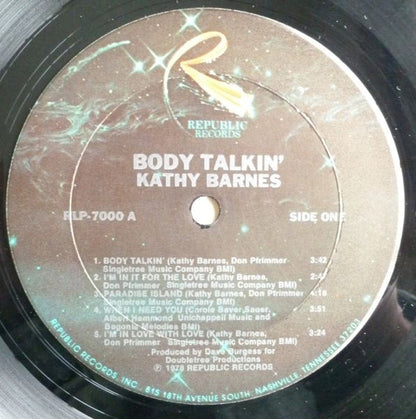 REPUBLIC
RECORDS
BODY TALKIN'
KATHY BARNES
RLP-7000 A
SIDE ONE
1. BODY TALKIN' (Kathy Barnes, Don Pfrimmer 3:42
Singletree Music Company BMI)
2. I'M IN IT FOR THE LOVE (Kathy Barnes,
Don Pfrimmer Singletree Music Company BMI)
3. PARADISE ISLAND (Kathy Barnes, Don Pfrimmer
Singletree Music Company BMI)
4. WHEN I NEED YOU (Carole Bayer Sager, 3:51
Albert Hammond Unichappell Music and
Begonia Melodies BMI)
5. I'M IN LOVE WITH LOVE (Kathy Barnes, 3:24
Don Pfrimmer Singletree Music Company BMI)
Produced by Dave Burgess for
Doubletree Productions
℗ 1978 REPUBLIC RECORDS
REPUBLIC RECORDS, INC. 815 18TH AVENUE SOUTH, NASHVILLE, TENNESSEE 37203